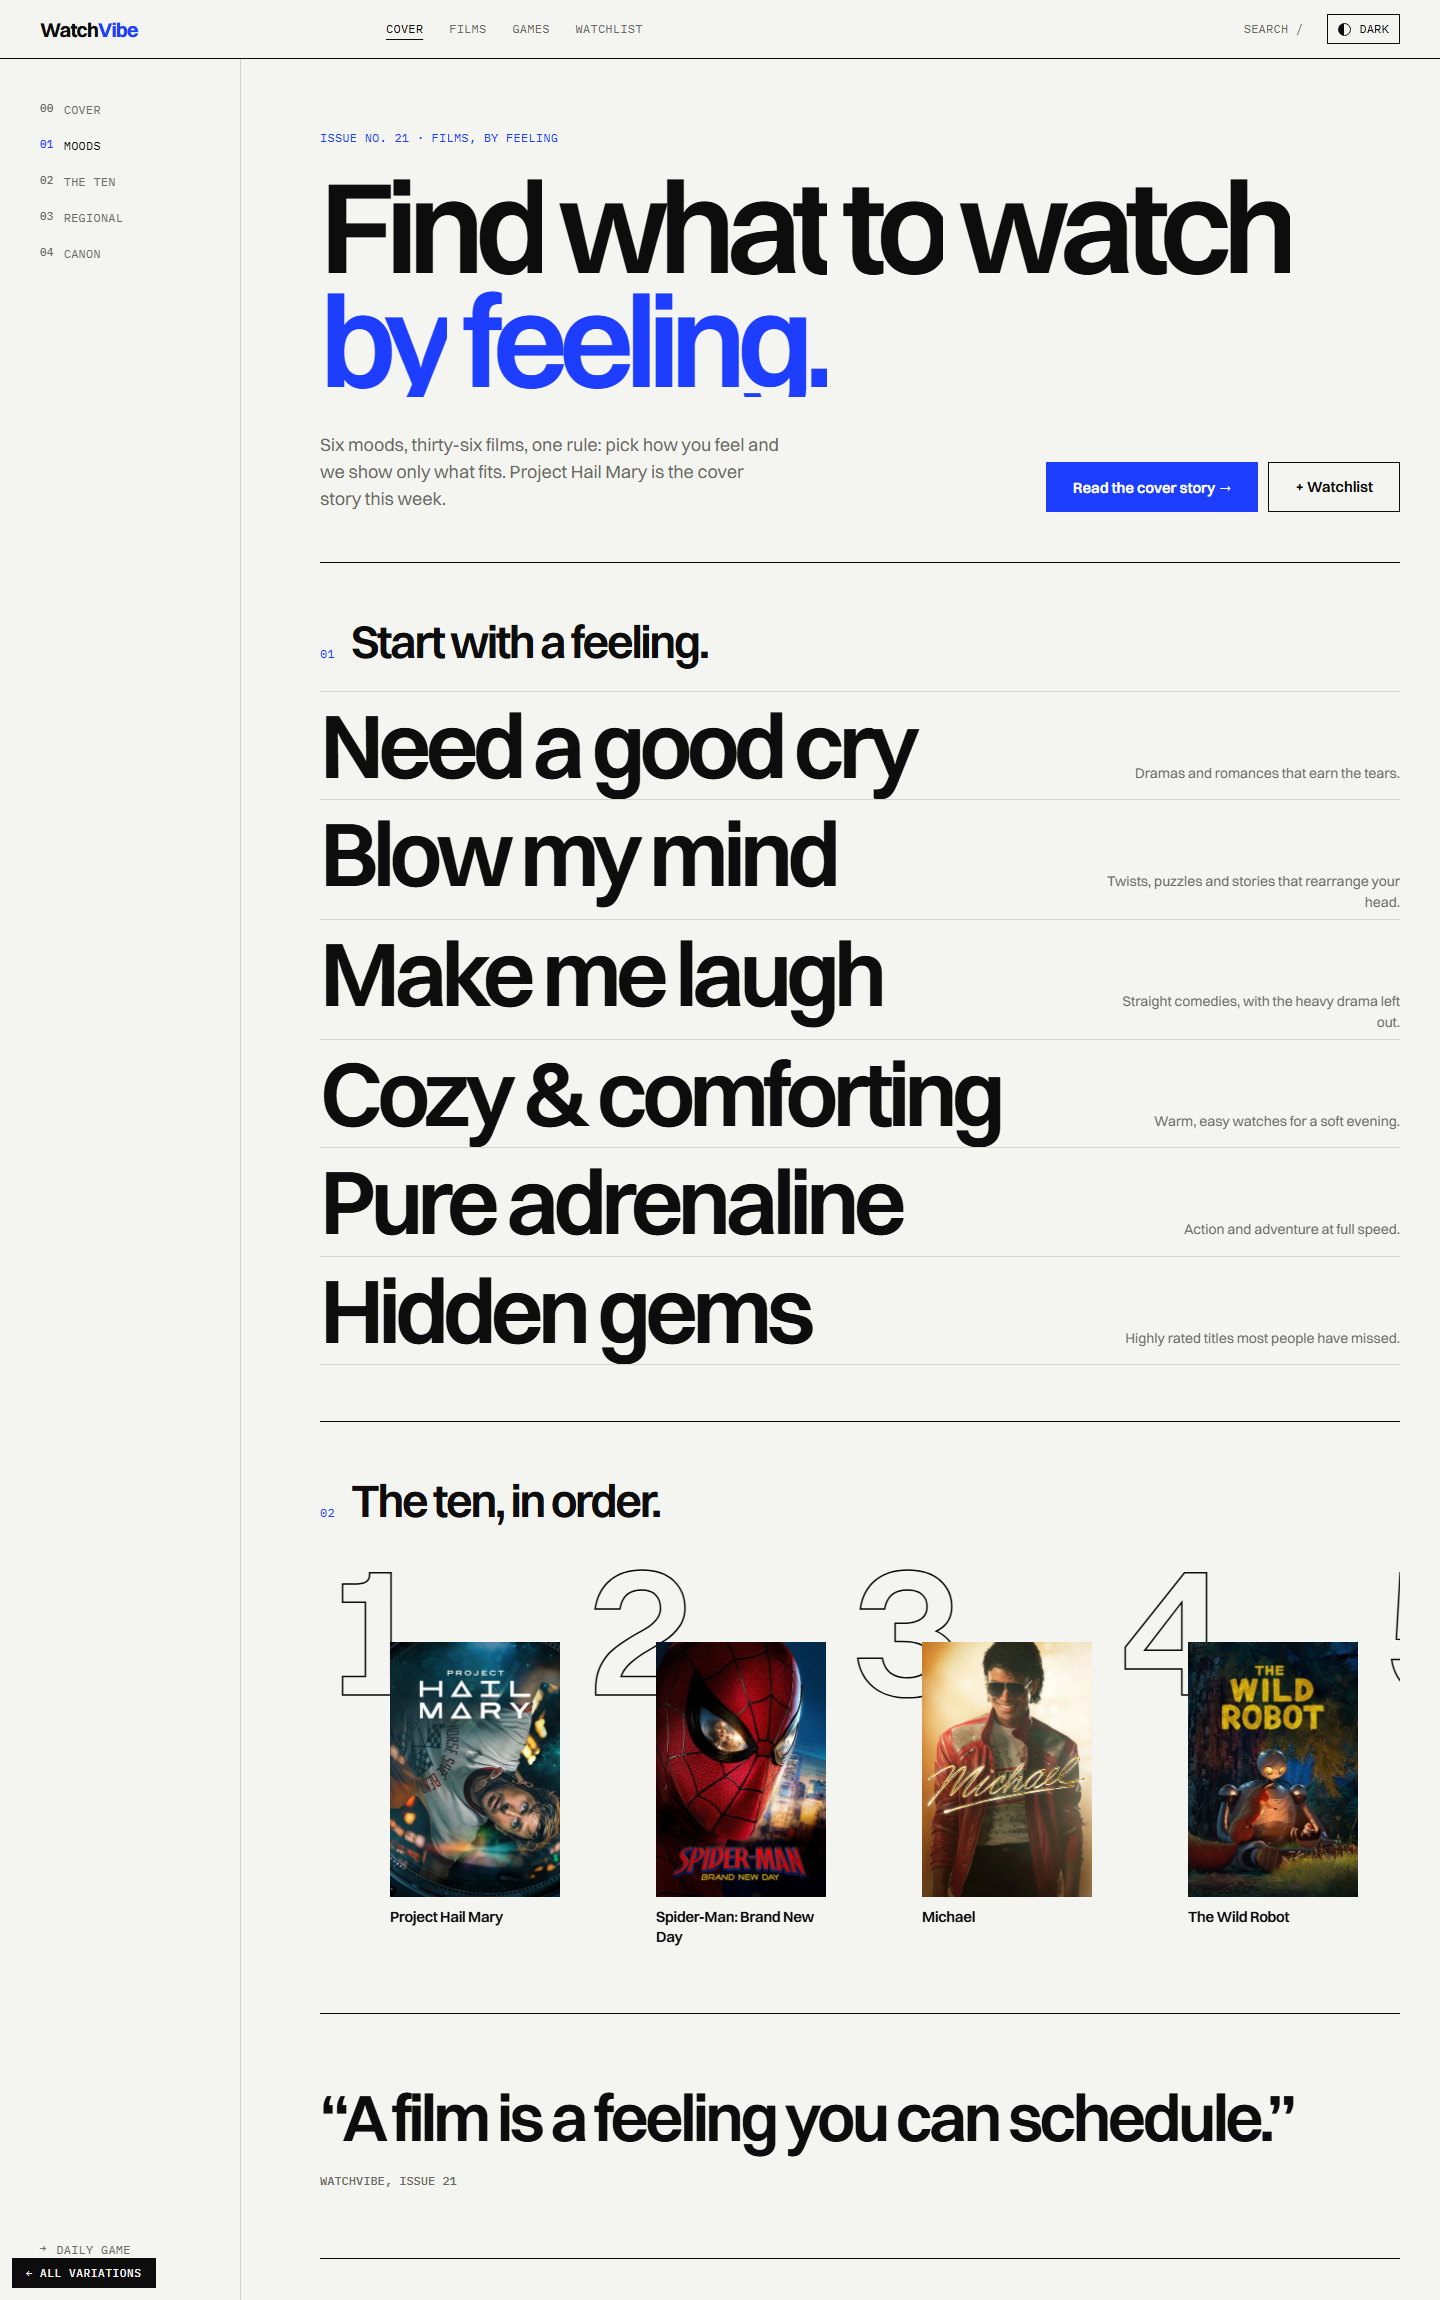 WatchVibe
COVER FILMS GAMES WATCHLIST
SEARCH /
DARK
00 COVER
01 MOODS
02 THE TEN
03 REGIONAL
04 CANON
ISSUE NO. 21 · FILMS, BY FEELING
Find what to watch
by feeling.
Six moods, thirty-six films, one rule: pick how you feel and
we show only what fits. Project Hail Mary is the cover
story this week.
Read the cover story →
+ Watchlist
01 Start with a feeling.
Need a good cry
Dramas and romances that earn the tears.
Blow my mind
Twists, puzzles and stories that rearrange your
head.
Make me laugh
Straight comedies, with the heavy drama left
out.
Cozy & comforting
Warm, easy watches for a soft evening.
Pure adrenaline
Action and adventure at full speed.
Hidden gems
Highly rated titles most people have missed.
02 The ten, in order.
1
2
3
4
PROJECT
HAIL
MARY
SPIDER-MAN
BRAND NEW DAY
Michael
THE
WILD
ROBOT
Project Hail Mary
Spider-Man: Brand New
Day
Michael
The Wild Robot
“A film is a feeling you can schedule.”
WATCHVIBE, ISSUE 21
→ DAILY GAME
← ALL VARIATIONS